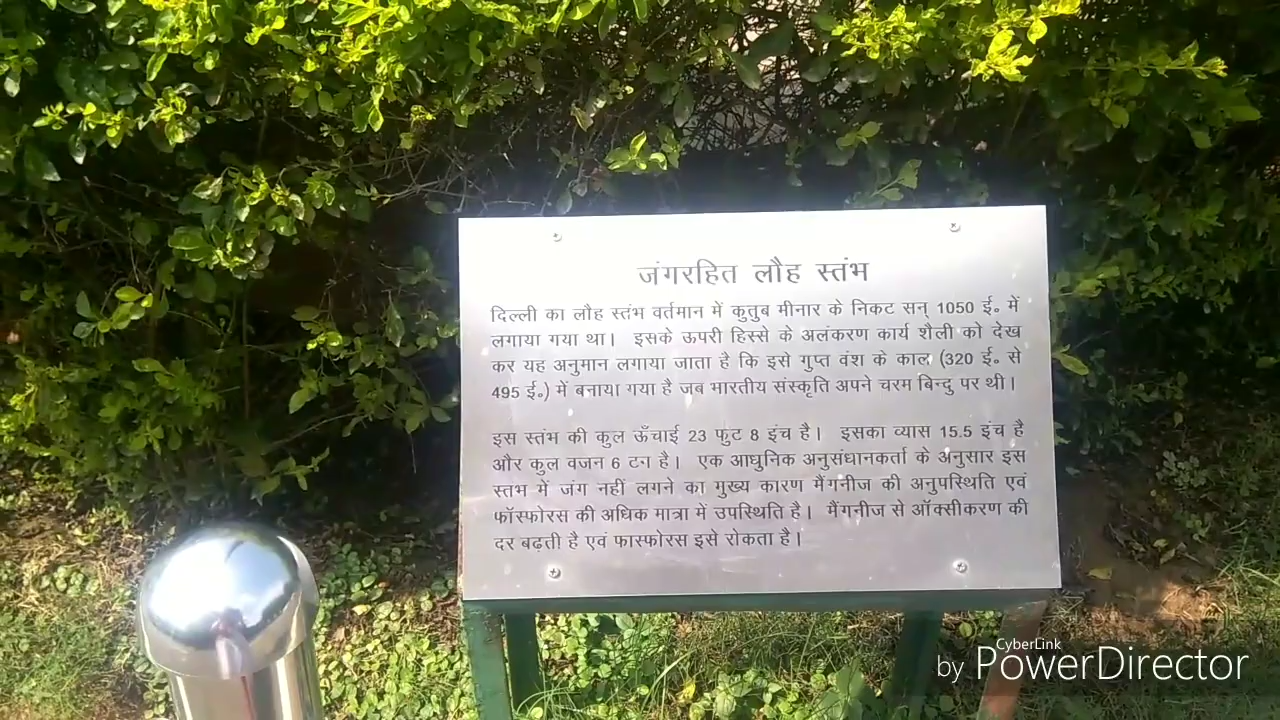 जंगरहित लौह स्तंभ
दिल्ली का लौह स्तंभ वर्तमान में कुतुब मीनार के निकट सन् 1050 ई॰ में
लगाया गया था। इसके ऊपरी हिस्से के अलंकरण कार्य शैली को देख
कर यह अनुमान लगाया जाता है कि इसे गुप्त वंश के काल (320 ई॰ से
495 ई॰) में बनाया गया है जब भारतीय संस्कृति अपने चरम बिन्दु पर थी।
इस स्तंभ की कुल ऊँचाई 23 फुट 8 इंच है। इसका व्यास 15.5 इंच है
और कुल वजन 6 टन है। एक आधुनिक अनुसंधानकर्ता के अनुसार इस
स्तभ में जंग नहीं लगने का मुख्य कारण मैंगनीज की अनुपस्थिति एवं
फॉस्फोरस की अधिक मात्रा में उपस्थिति है। मैंगनीज से ऑक्सीकरण की
दर बढ़ती है एवं फास्फोरस इसे रोकता है।
CyberLink
by PowerDirector